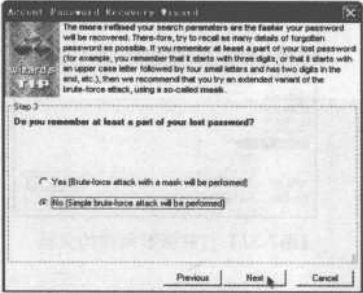 Accent Password Recovery Wizard
The more refined your search parameters are the faster your password
will be recovered. There-fore, try to recall as many details of forgotten
password as possible. If you remember at least a part of your lost password
(for example, you remember that it starts with three digits, or that it starts with
an upper case letter followed by four small letters and has two digits in the
end, etc.), then we recommend that you try an extended variant of the
brute-force attack, using a so-called mask.
wizard's
TIP
Step 3
Do you remember at least a part of your lost password?
Yes (Brute-force attack with a mask will be performed)
No (Simple brute-force attack will be performed)
Previous
Next
Cancel